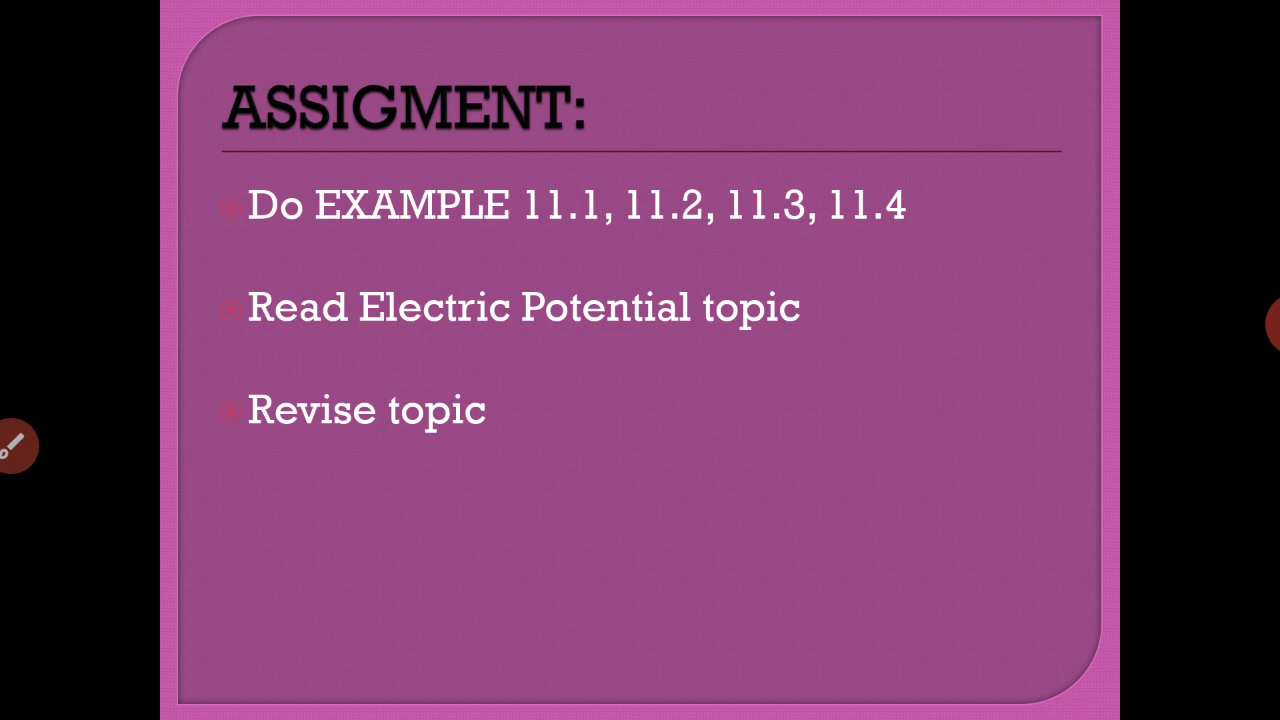 ASSIGMENT:
Do EXAMPLE 11.1, 11.2, 11.3, 11.4
Read Electric Potential topic
Revise topic